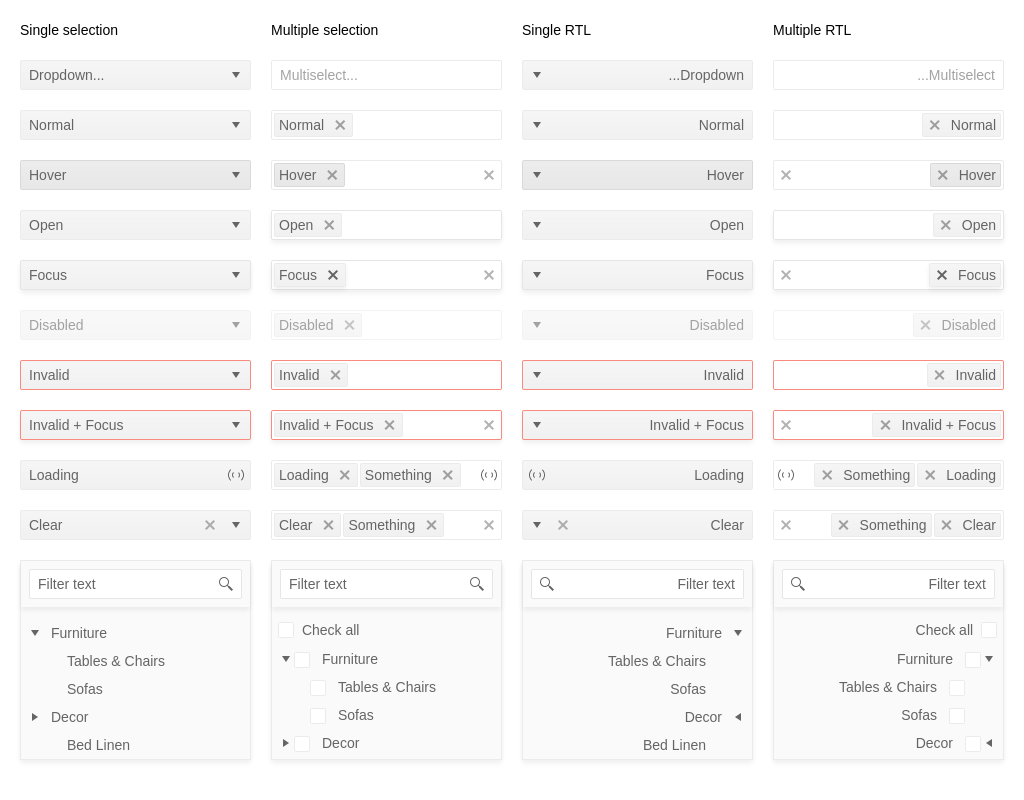 Single selection
Dropdown...
Normal
Hover
Open
Focus
Disabled
Invalid
Invalid + Focus
Loading
Clear
Filter text
Furniture
Tables & Chairs
Sofas
Decor
Bed Linen
Multiple selection
Multiselect...
Normal
Hover
Open
Focus
Disabled
Invalid
Invalid + Focus
Loading Something
Clear Something
Filter text
Check all
Furniture
Tables & Chairs
Sofas
Decor
Single RTL
...Dropdown
Normal
Hover
Open
Focus
Disabled
Invalid
Invalid + Focus
Loading
Clear
Filter text
Furniture
Tables & Chairs
Sofas
Decor
Bed Linen
Multiple RTL
...Multiselect
Normal
Hover
Open
Focus
Disabled
Invalid
Invalid + Focus
Something Loading
Something Clear
Filter text
Check all
Furniture
Tables & Chairs
Sofas
Decor